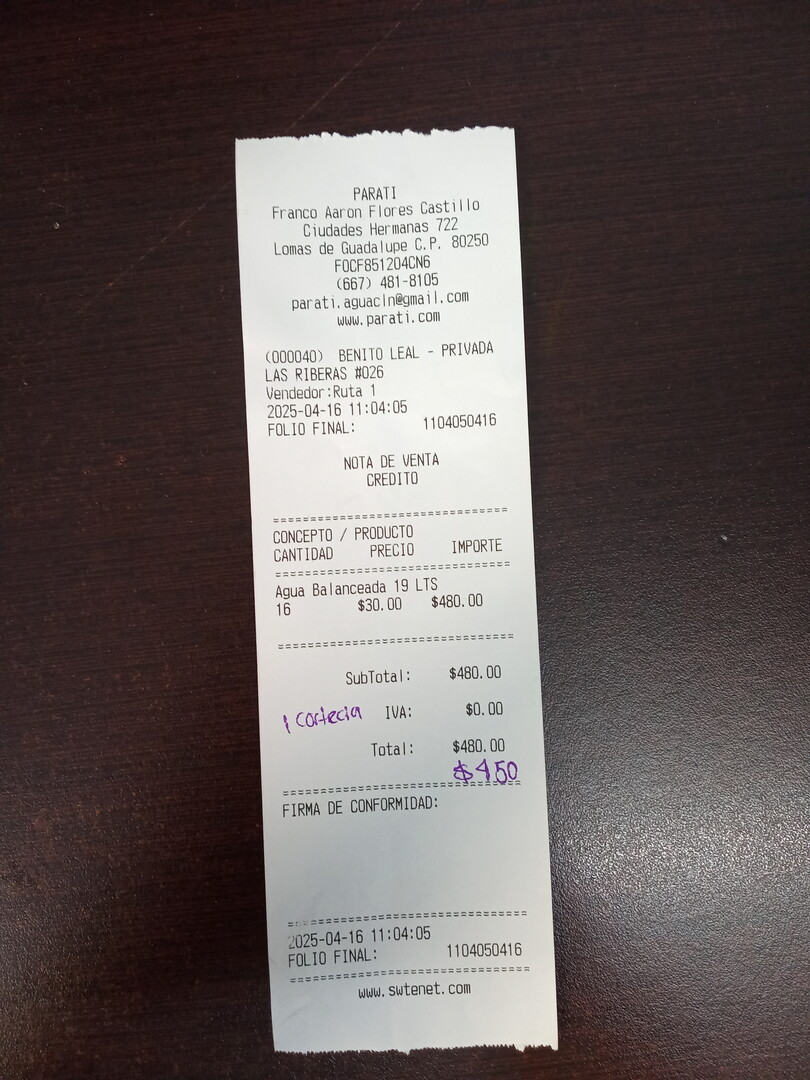 PARATI
Franco Aaron Flores Castillo
Ciudades Hermanas 722
Lomas de Guadalupe C.P. 80250
FOCF851204CN6
(667) 481-8105
parati.aguacln@gmail.com
www.parati.com
(000040) BENITO LEAL - PRIVADA
LAS RIBERAS #026
Vendedor:Ruta 1
2025-04-16 11:04:05
FOLIO FINAL: 1104050416
NOTA DE VENTA
CREDITO
==============================
CONCEPTO / PRODUCTO
CANTIDAD PRECIO IMPORTE
==============================
Agua Balanceada 19 LTS
16 $30.00 $480.00
==============================
SubTotal: $480.00
1 cortecia IVA: $0.00
Total: $480.00
$450
==============================
FIRMA DE CONFORMIDAD:
==============================
2025-04-16 11:04:05
FOLIO FINAL: 1104050416
==============================
www.swtenet.com